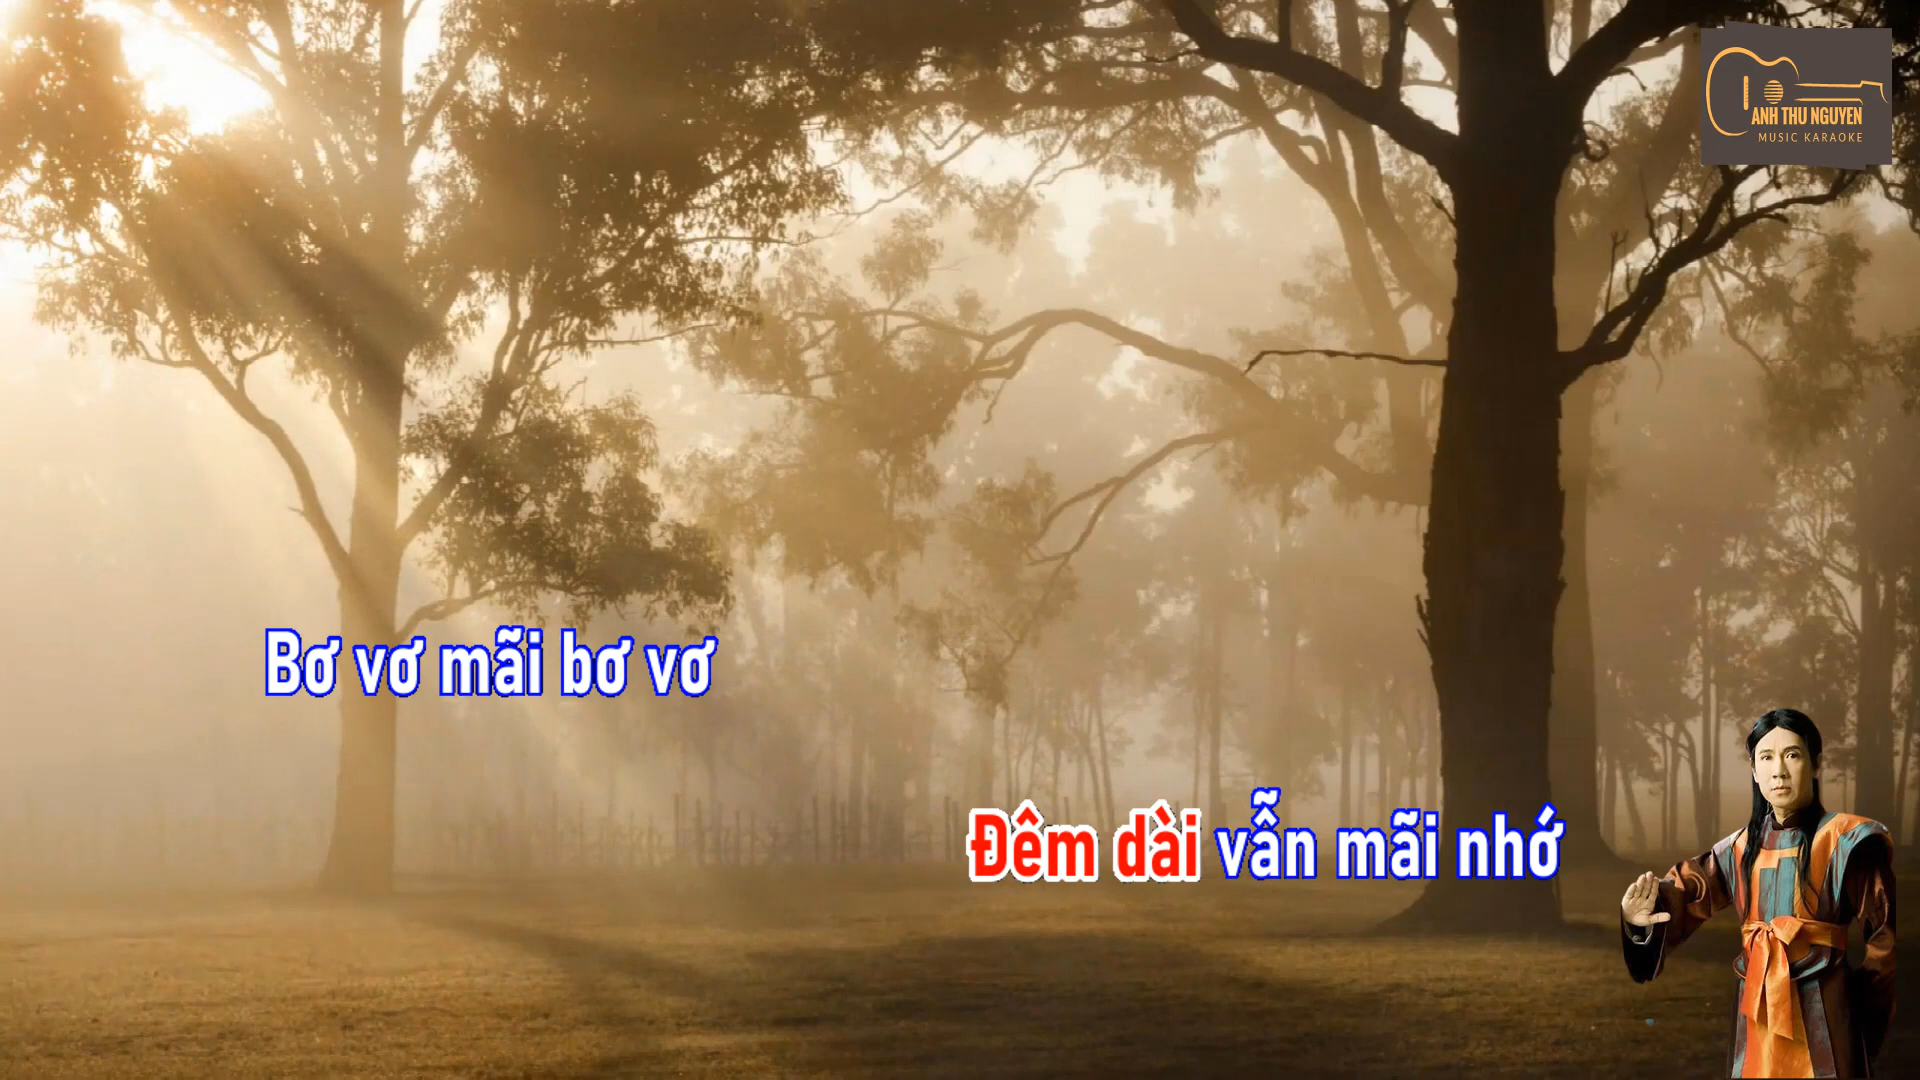 ANH THU NGUYEN
MUSIC KARAOKE
Bơ vơ mãi bơ vơ
Đêm dài vẫn mãi nhớ